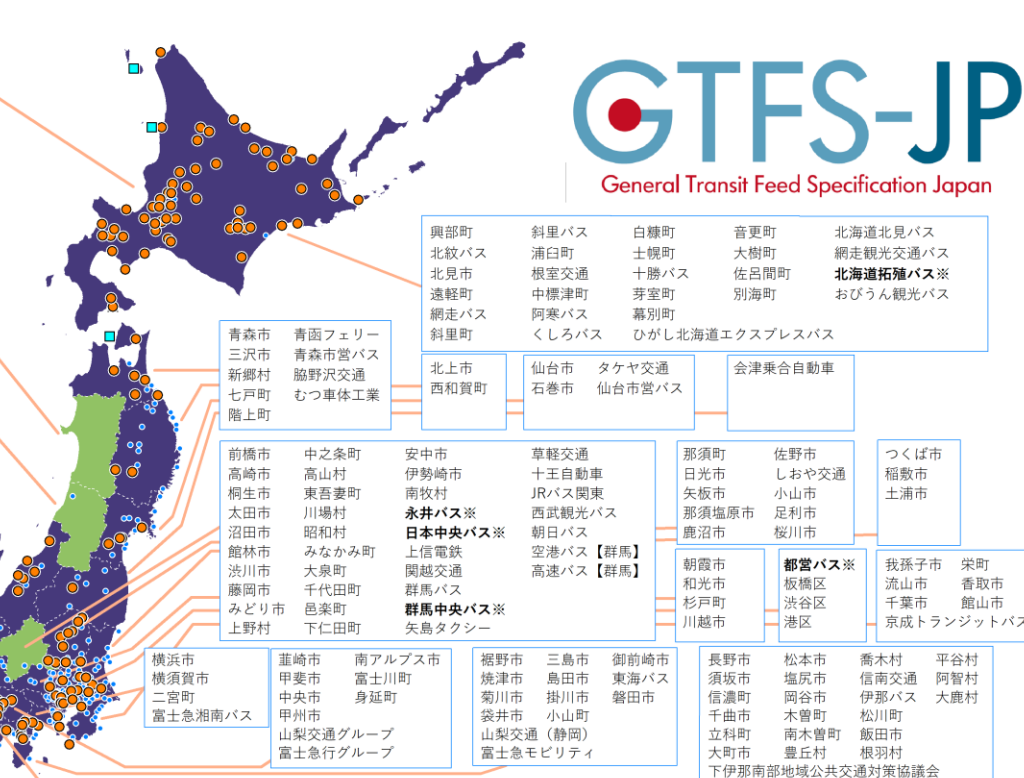 GTFS-JP
General Transit Feed Specification Japan
興部町 斜里バス 白糠町 音更町 北海道北見バス
北紋バス 浦臼町 士幌町 大樹町 網走観光交通バス
北見市 根室交通 十勝バス 佐呂間町 北海道拓殖バス※
遠軽町 中標津町 芽室町 別海町 おびうん観光バス
網走バス 阿寒バス 幕別町
斜里町 くしろバス ひがし北海道エクスプレスバス
青森市 青函フェリー
三沢市 青森市営バス
新郷村 脇野沢交通
七戸町 むつ車体工業
階上町
北上市
西和賀町
仙台市 タケヤ交通
石巻市 仙台市営バス
会津乗合自動車
前橋市 中之条町 安中市 草軽交通
高崎市 高山村 伊勢崎市 十王自動車
桐生市 東吾妻町 南牧村 JRバス関東
太田市 川場村 永井バス※ 西武観光バス
沼田市 昭和村 日本中央バス※ 朝日バス
館林市 みなかみ町 上信電鉄 空港バス【群馬】
渋川市 大泉町 関越交通 高速バス【群馬】
藤岡市 千代田町 群馬バス
みどり市 邑楽町 群馬中央バス※
上野村 下仁田町 矢島タクシー
那須町 佐野市
日光市 しおや交通
矢板市 小山市
那須塩原市 足利市
鹿沼市 桜川市
つくば市
稲敷市
土浦市
朝霞市
和光市
杉戸町
川越市
都営バス※
板橋区
渋谷区
港区
我孫子市 栄町
流山市 香取市
千葉市 館山市
京成トランジットバス
横浜市
横須賀市
二宮町
富士急湘南バス
韮崎市 南アルプス市
甲斐市 富士川町
中央市 身延町
甲州市
山梨交通グループ
富士急行グループ
裾野市 三島市 御前崎市
焼津市 島田市 東海バス
菊川市 掛川市 磐田市
袋井市 小山町
山梨交通（静岡）
富士急モビリティ
長野市 松本市 喬木村 平谷村
須坂市 塩尻市 信南交通 阿智村
信濃町 岡谷市 伊那バス 大鹿村
千曲市 木曽町 松川町
立科町 南木曽町 飯田市
大町市 豊丘村 根羽村
下伊那南部地域公共交通対策協議会